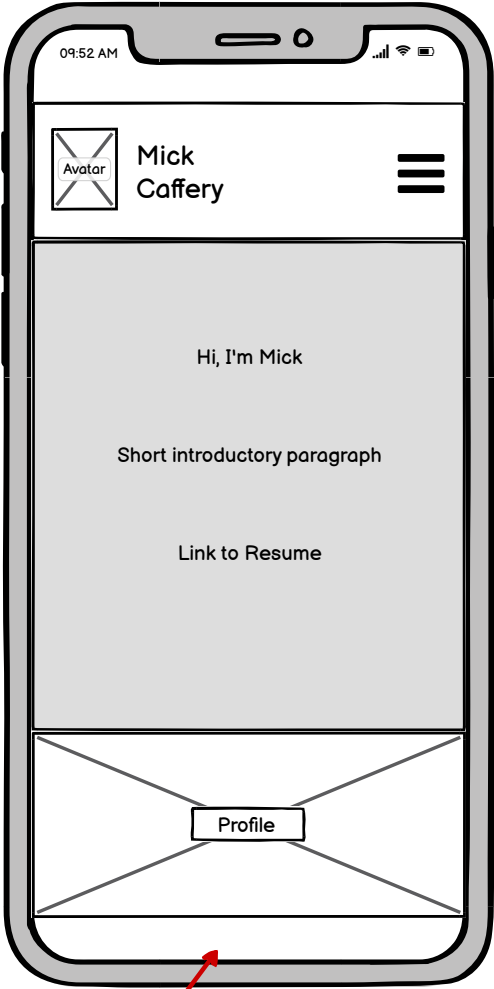 09:52 AM
Avatar
Mick
Caffery
Hi, I'm Mick
Short introductory paragraph
Link to Resume
Profile